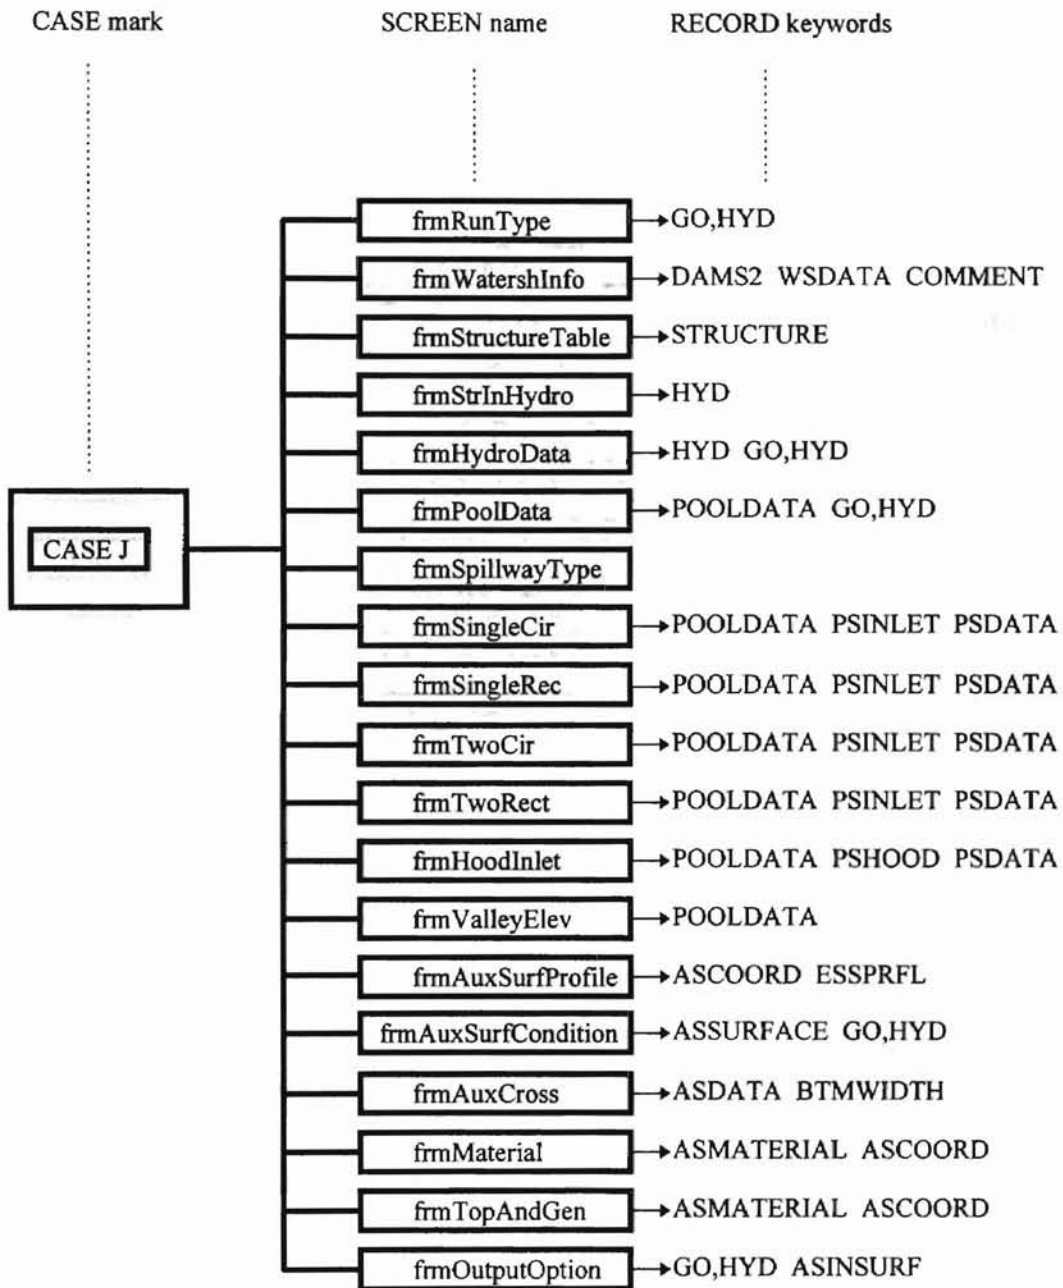 CASE mark SCREEN name RECORD keywords
frmRunType GO,HYD
frmWatershInfo DAMS2 WSDATA COMMENT
frmStructureTable STRUCTURE
frmStrInHydro HYD
frmHydroData HYD GO,HYD
frmPoolData POOLDATA GO,HYD
CASE J
frmSpillwayType
frmSingleCir POOLDATA PSINLET PSDATA
frmSingleRec POOLDATA PSINLET PSDATA
frmTwoCir POOLDATA PSINLET PSDATA
frmTwoRect POOLDATA PSINLET PSDATA
frmHoodInlet POOLDATA PSHOOD PSDATA
frmValleyElev POOLDATA
frmAuxSurfProfile ASCOORD ESSPRFL
frmAuxSurfCondition ASSURFACE GO,HYD
frmAuxCross ASDATA BTMWIDTH
frmMaterial ASMATERIAL ASCOORD
frmTopAndGen ASMATERIAL ASCOORD
frmOutputOption GO,HYD ASINSURF